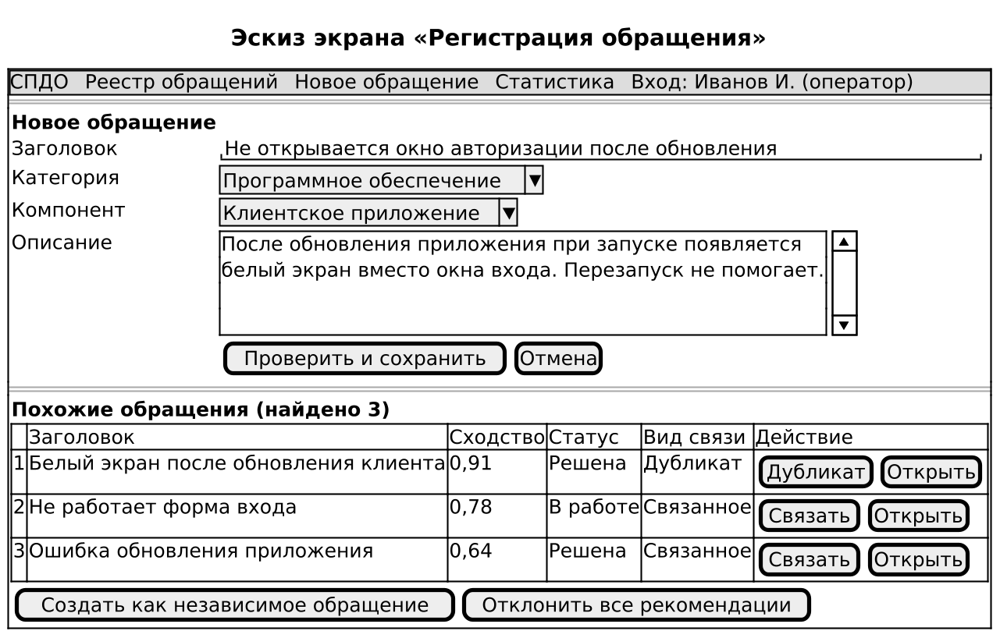 Эскиз экрана «Регистрация обращения»
СПДО Реестр обращений Новое обращение Статистика Вход: Иванов И. (оператор)
Новое обращение
Заголовок Не открывается окно авторизации после обновления
Категория Программное обеспечение ▼
Компонент Клиентское приложение ▼
Описание После обновления приложения при запуске появляется
белый экран вместо окна входа. Перезапуск не помогает.
Проверить и сохранить Отмена
Похожие обращения (найдено 3)
Заголовок Сходство Статус Вид связи Действие
1 Белый экран после обновления клиента 0,91 Решена Дубликат Дубликат Открыть
2 Не работает форма входа 0,78 В работе Связанное Связать Открыть
3 Ошибка обновления приложения 0,64 Решена Связанное Связать Открыть
Создать как независимое обращение Отклонить все рекомендации